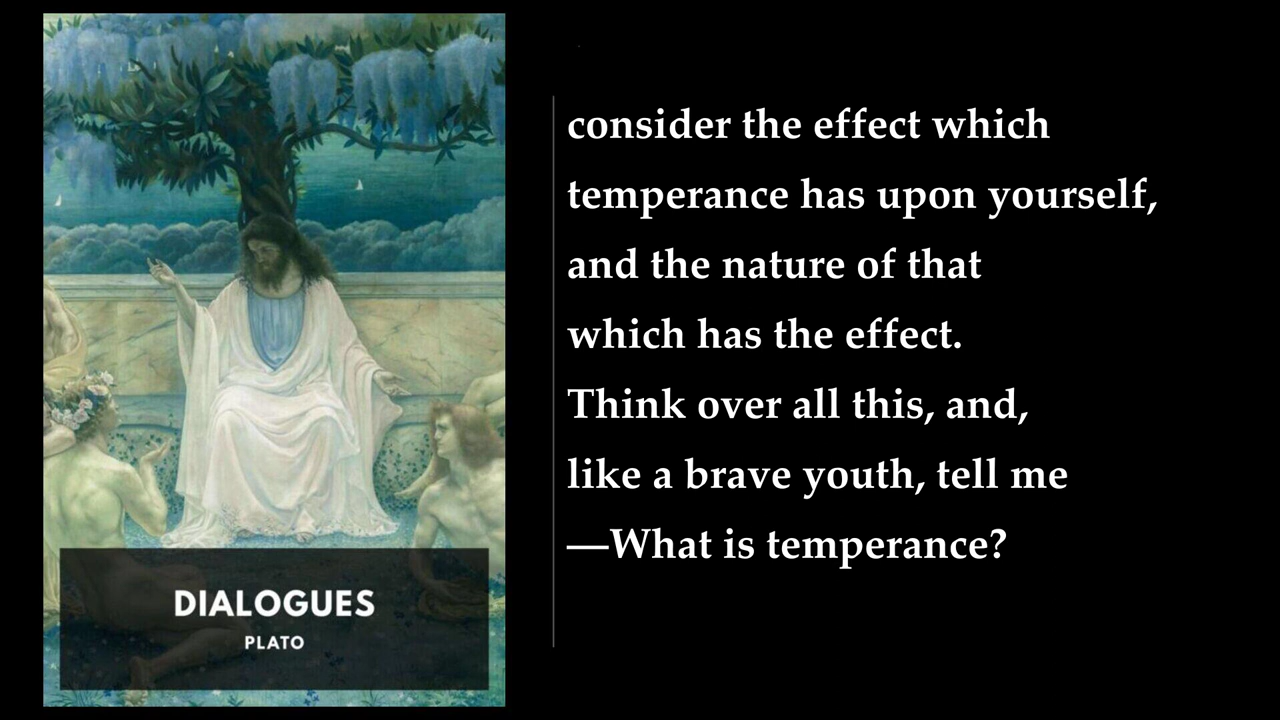 consider the effect which
temperance has upon yourself,
and the nature of that
which has the effect.
Think over all this, and,
like a brave youth, tell me
—What is temperance?
DIALOGUES
PLATO